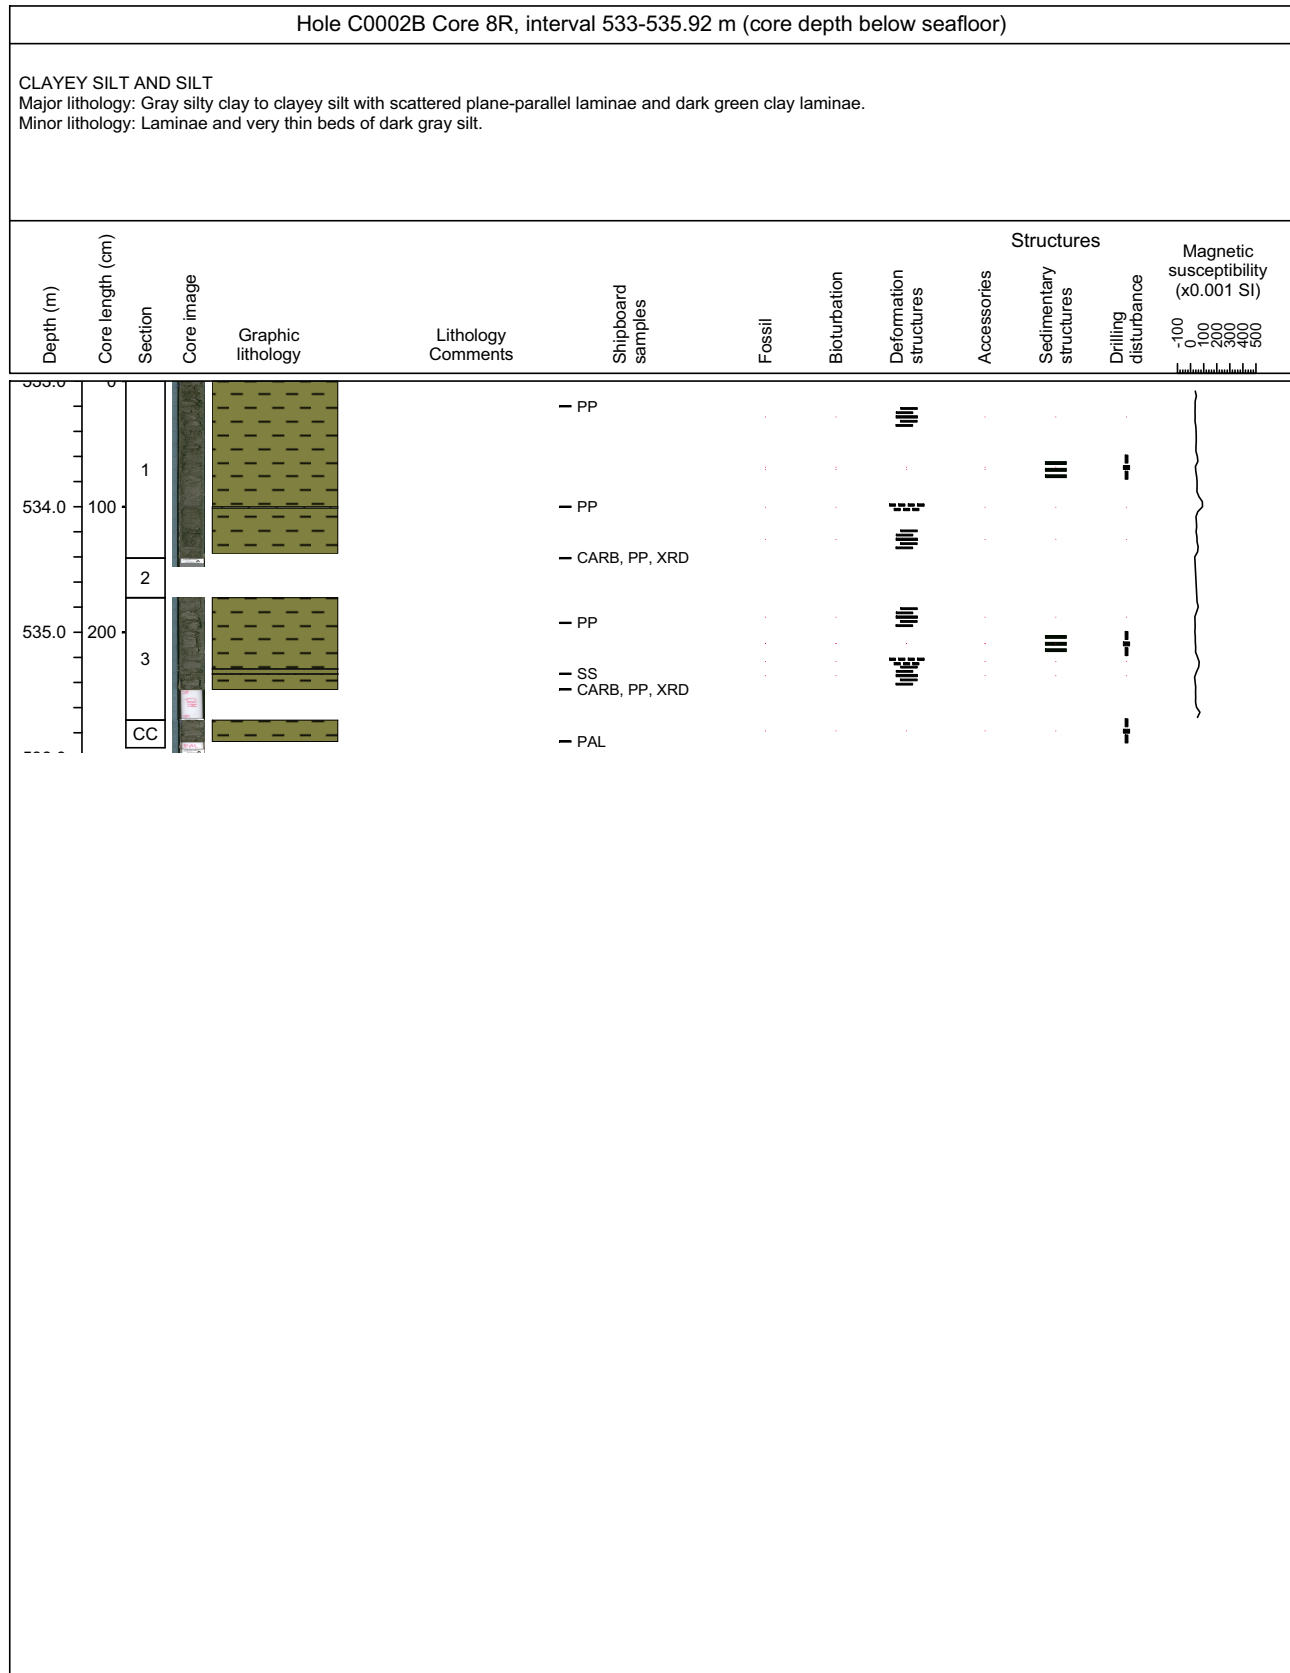 Hole C0002B Core 8R, interval 533-535.92 m (core depth below seafloor)
CLAYEY SILT AND SILT
Major lithology: Gray silty clay to clayey silt with scattered plane-parallel laminae and dark green clay laminae.
Minor lithology: Laminae and very thin beds of dark gray silt.
Structures
Depth (m)
Core length (cm)
Section
Core image
Graphic
lithology
Lithology
Comments
Shipboard
samples
Fossil
Bioturbation
Deformation
structures
Accessories
Sedimentary
structures
Drilling
disturbance
Magnetic
susceptibility
(x0.001 SI)
-100
0
100
200
300
400
500
533.0 0
PP
1
534.0 100 PP
CARB, PP, XRD
2
PP
535.0 200
3
SS
CARB, PP, XRD
CC
PAL
PAL